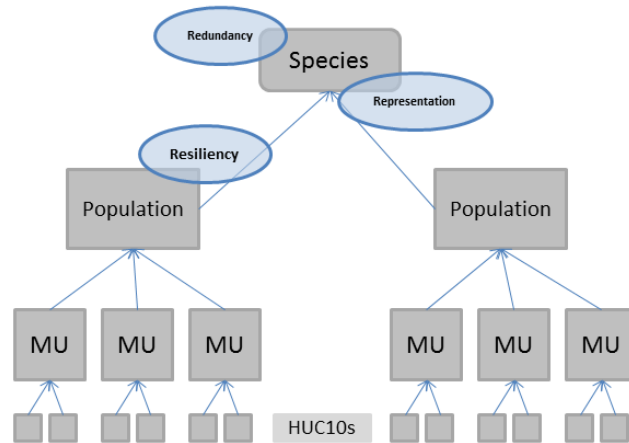 Redundancy
Species
Representation
Resiliency
Population
Population
MU
MU
MU
MU
MU
MU
HUC10s